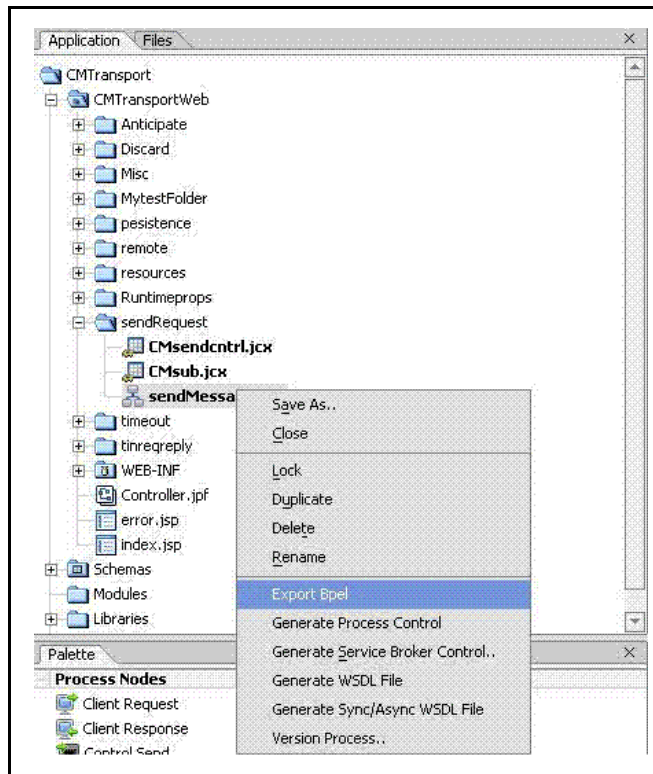 Application Files
CMTransport
CMTransportWeb
Anticipate
Discard
Misc
MytestFolder
pesistence
remote
resources
Runtimeprops
sendRequest
CMsendcntrl.jcx
CMsub.jcx
sendMessa
timeout
tinreqreply
WEB-INF
Controller.jpf
error.jsp
index.jsp
Schemas
Modules
Libraries
Save As..
Close
Lock
Duplicate
Delete
Rename
Export Bpel
Generate Process Control
Generate Service Broker Control..
Generate WSDL File
Generate Sync/Async WSDL File
Version Process..
Palette
Process Nodes
Client Request
Client Response
Control Send